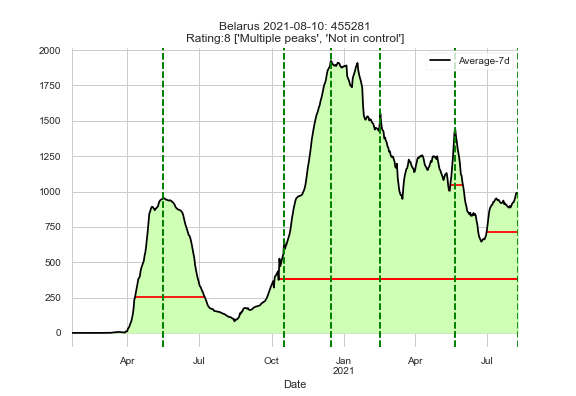 Belarus 2021-08-10: 455281
Rating:8 ['Multiple peaks', 'Not in control']
Average-7d
2000
1750
1500
1250
1000
750
500
250
0
Apr
Jul
Oct
Jan
2021
Apr
Jul
Date